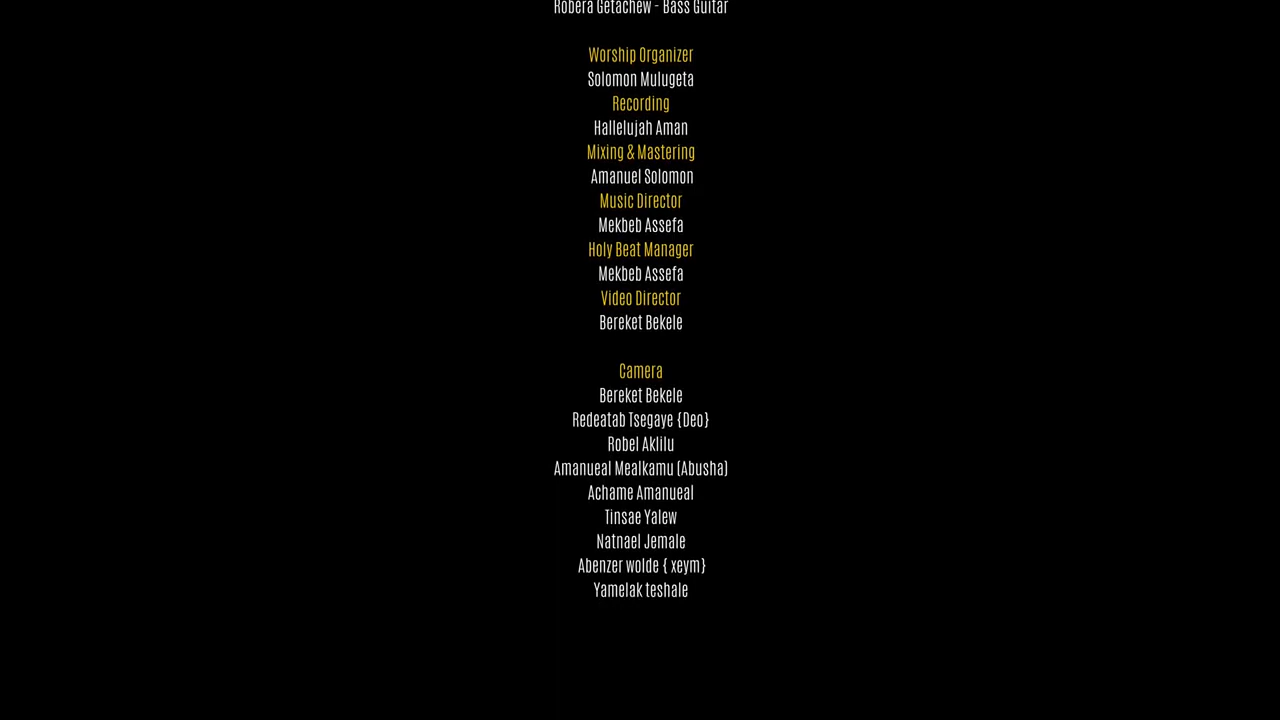 Robera Getachew - Bass Guitar
Worship Organizer
Solomon Mulugeta
Recording
Hallelujah Aman
Mixing & Mastering
Amanuel Solomon
Music Director
Mekbeb Assefa
Holy Beat Manager
Mekbeb Assefa
Video Director
Bereket Bekele
Camera
Bereket Bekele
Redeatab Tsegaye {Deo}
Robel Aklilu
Amanueal Mealkamu (Abusha)
Achame Amanueal
Tinsae Yalew
Natnael Jemale
Abenzer wolde { xeym}
Yamelak teshale